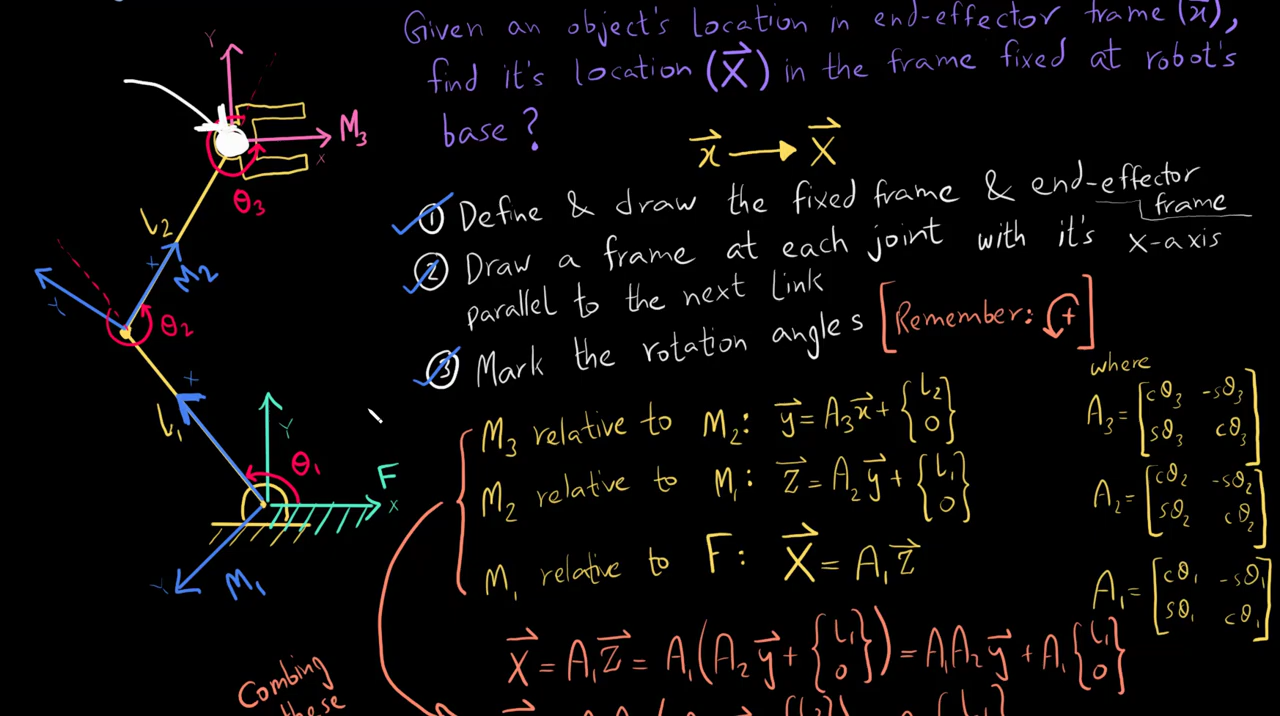 Given an object's location in end-effector frame (x⃗),
find it's location (X⃗) in the frame fixed at robot's
base?
x⃗ → X⃗
① Define & draw the fixed frame & end-effector
frame
② Draw a frame at each joint with it's x-axis
parallel to the next link
③ Mark the rotation angles [Remember: +]
M₃ relative to M₂: y⃗ = A₃x⃗ + {L₂ 0}
M₂ relative to M₁: z⃗ = A₂y⃗ + {L₁ 0}
M₁ relative to F: X⃗ = A₁z⃗
where
A₃ = [cθ₃ -sθ₃
sθ₃ cθ₃]
A₂ = [cθ₂ -sθ₂
sθ₂ cθ₂]
A₁ = [cθ₁ -sθ₁
sθ₁ cθ₁]
X⃗ = A₁z⃗ = A₁(A₂y⃗ + {L₁ 0}) = A₁A₂y⃗ + A₁{L₁ 0}
Combing
these
Y
M₃
x
θ₃
L₂
M₂
x
Y
θ₂
x
L₁
Y
θ₁
F
x
M₁